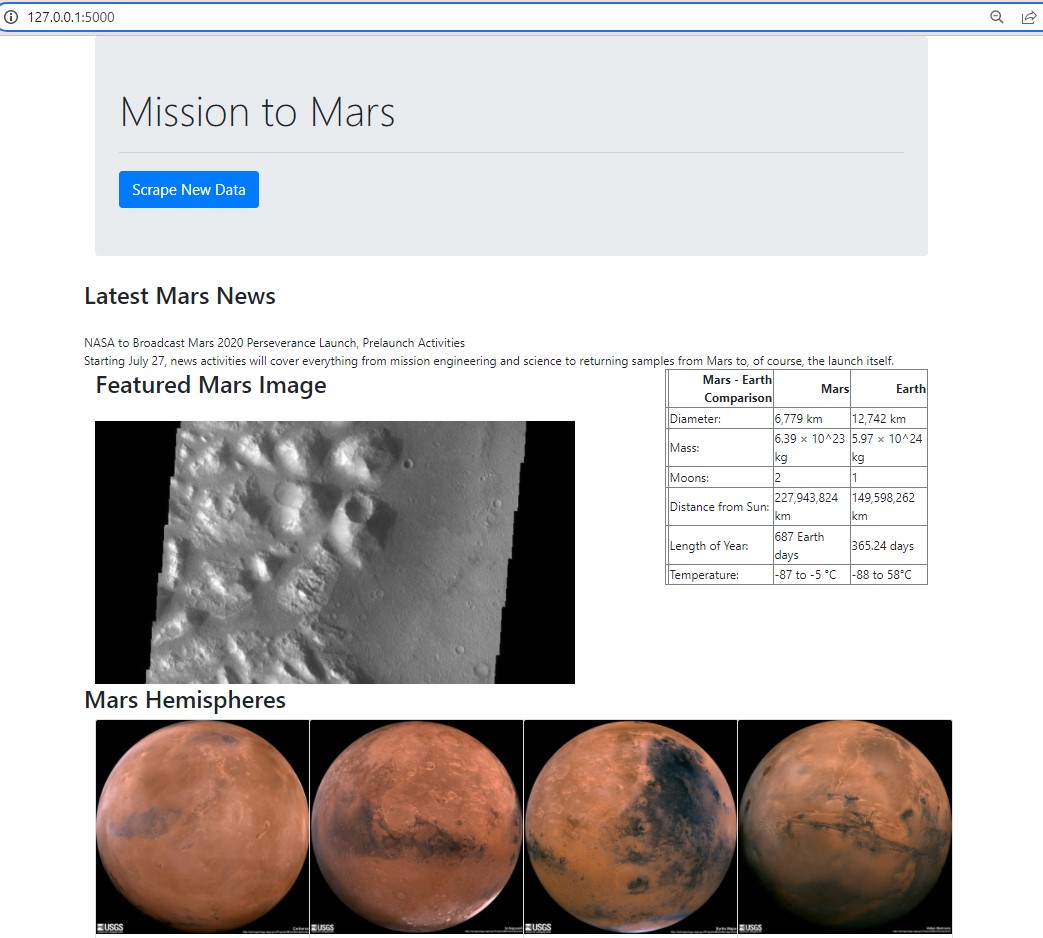 127.0.0.1:5000
Mission to Mars
Scrape New Data
Latest Mars News
NASA to Broadcast Mars 2020 Perseverance Launch, Prelaunch Activities
Starting July 27, news activities will cover everything from mission engineering and science to returning samples from Mars to, of course, the launch itself.
Featured Mars Image
Mars - Earth
Comparison
Mars
Earth
Diameter:
6,779 km
12,742 km
Mass:
6.39 × 10^23
kg
5.97 × 10^24
kg
Moons:
2
1
Distance from Sun:
227,943,824
km
149,598,262
km
Length of Year:
687 Earth
days
365.24 days
Temperature:
-87 to -5 °C
-88 to 58°C
Mars Hemispheres
USGS
USGS
USGS
USGS